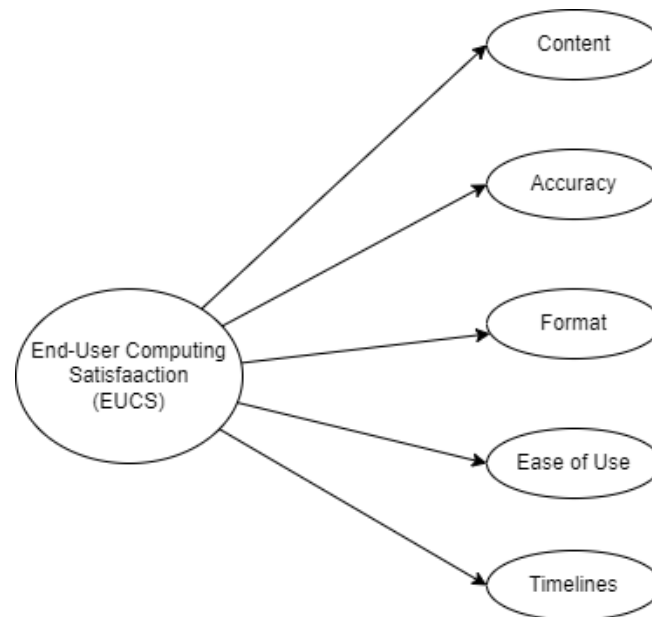 Content
Accuracy
Format
End-User Computing
Satisfaaction
(EUCS)
Ease of Use
Timelines